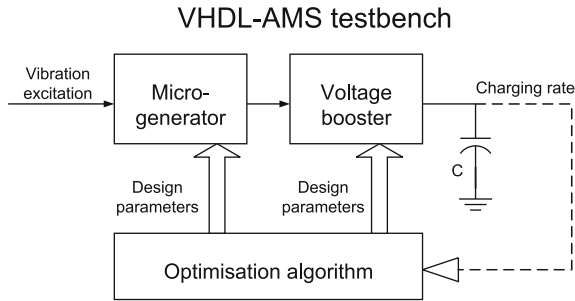 VHDL-AMS testbench
Vibration
excitation
Micro-
generator
Voltage
booster
Charging rate
C
Design
parameters
Design
parameters
Optimisation algorithm